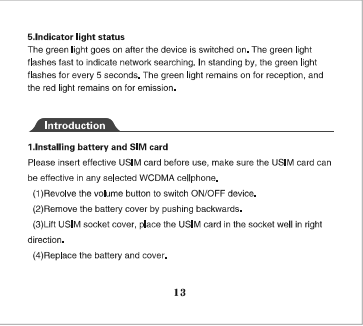 5.Indicator light status
The green light goes on after the device is switched on. The green light
flashes fast to indicate network searching. In standing by, the green light
flashes for every 5 seconds. The green light remains on for reception, and
the red light remains on for emission.
Introduction
1.Installing battery and SIM card
Please insert effective USIM card before use, make sure the USIM card can
be effective in any selected WCDMA cellphone.
(1)Revolve the volume button to switch ON/OFF device.
(2)Remove the battery cover by pushing backwards.
(3)Lift USIM socket cover, place the USIM card in the socket well in right
direction.
(4)Replace the battery and cover.
13